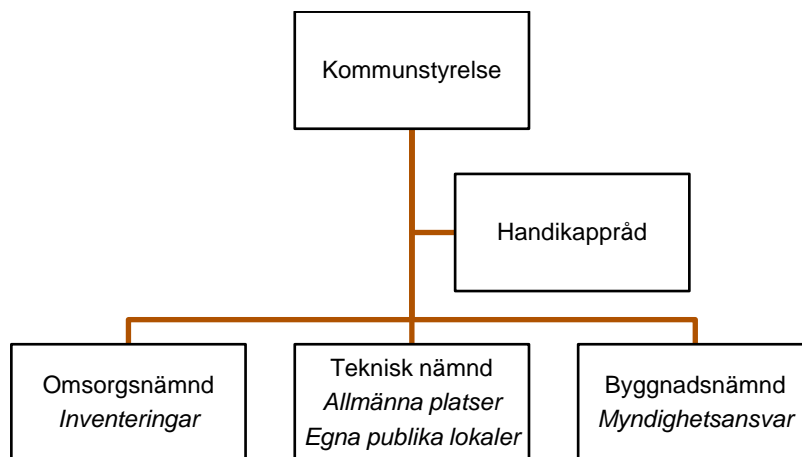 Kommunstyrelse
Handikappråd
Omsorgsnämnd
Inventeringar
Teknisk nämnd
Allmänna platser
Egna publika lokaler
Byggnadsnämnd
Myndighetsansvar